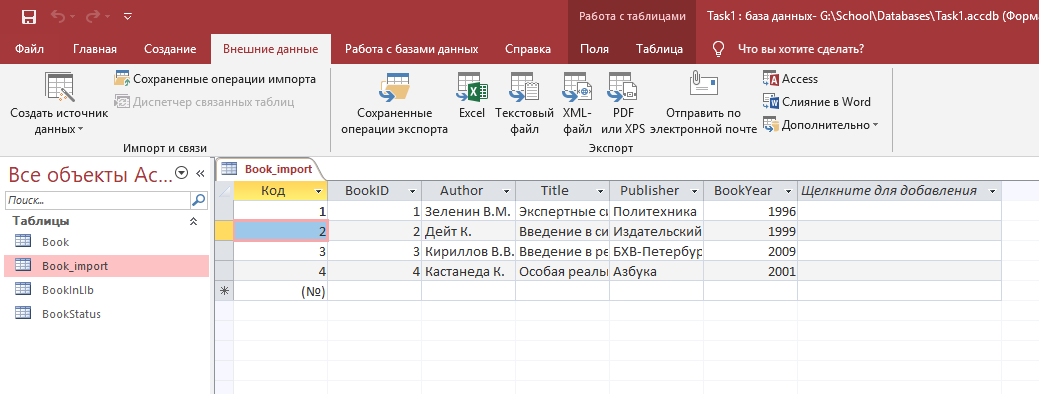 Работа с таблицами
Task1 : база данных- G:\School\Databases\Task1.accdb (Форма
Файл Главная Создание Внешние данные Работа с базами данных Справка Поля Таблица Что вы хотите сделать?
Создать источник данных
Сохраненные операции импорта
Диспетчер связанных таблиц
Импорт и связи
Сохраненные операции экспорта
Excel
Текстовый файл
XML-файл
PDF или XPS
Отправить по электронной почте
Access
Слияние в Word
Дополнительно
Экспорт
Все объекты Ac...
Поиск...
Таблицы
Book
Book_import
BookInLIb
BookStatus
Book_import
Код BookID Author Title Publisher BookYear Щелкните для добавления
1 1 Зеленин В.М. Экспертные си Политехника 1996
2 2 Дейт К. Введение в си Издательский 1999
3 3 Кириллов В.В. Введение в ре БХВ-Петербур 2009
4 4 Кастанеда К. Особая реаль Азбука 2001
* (№)